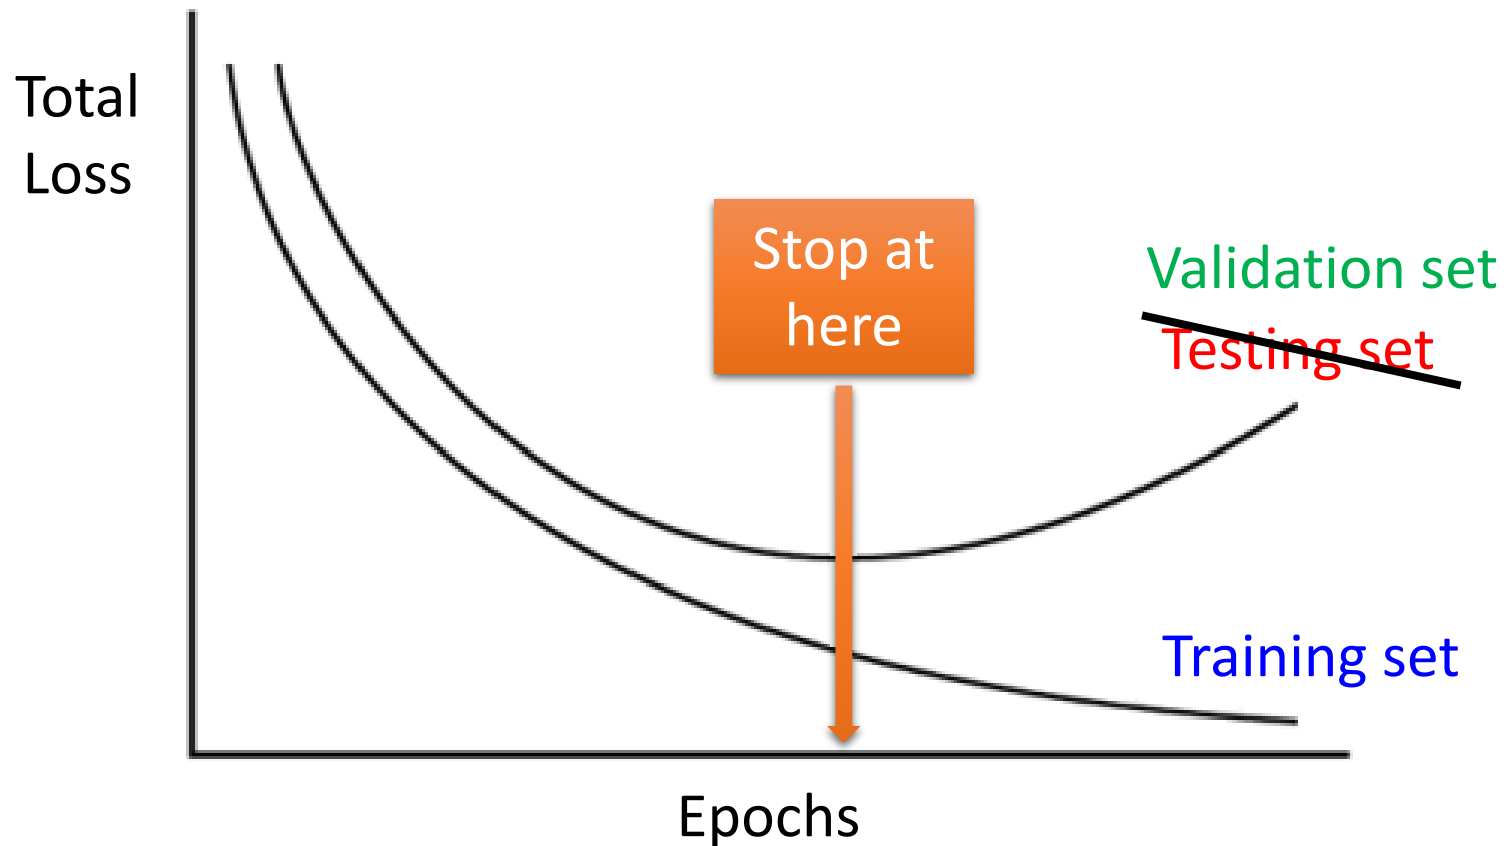 Total
Loss
Stop at
here
Validation set
Testing set
Training set
Epochs